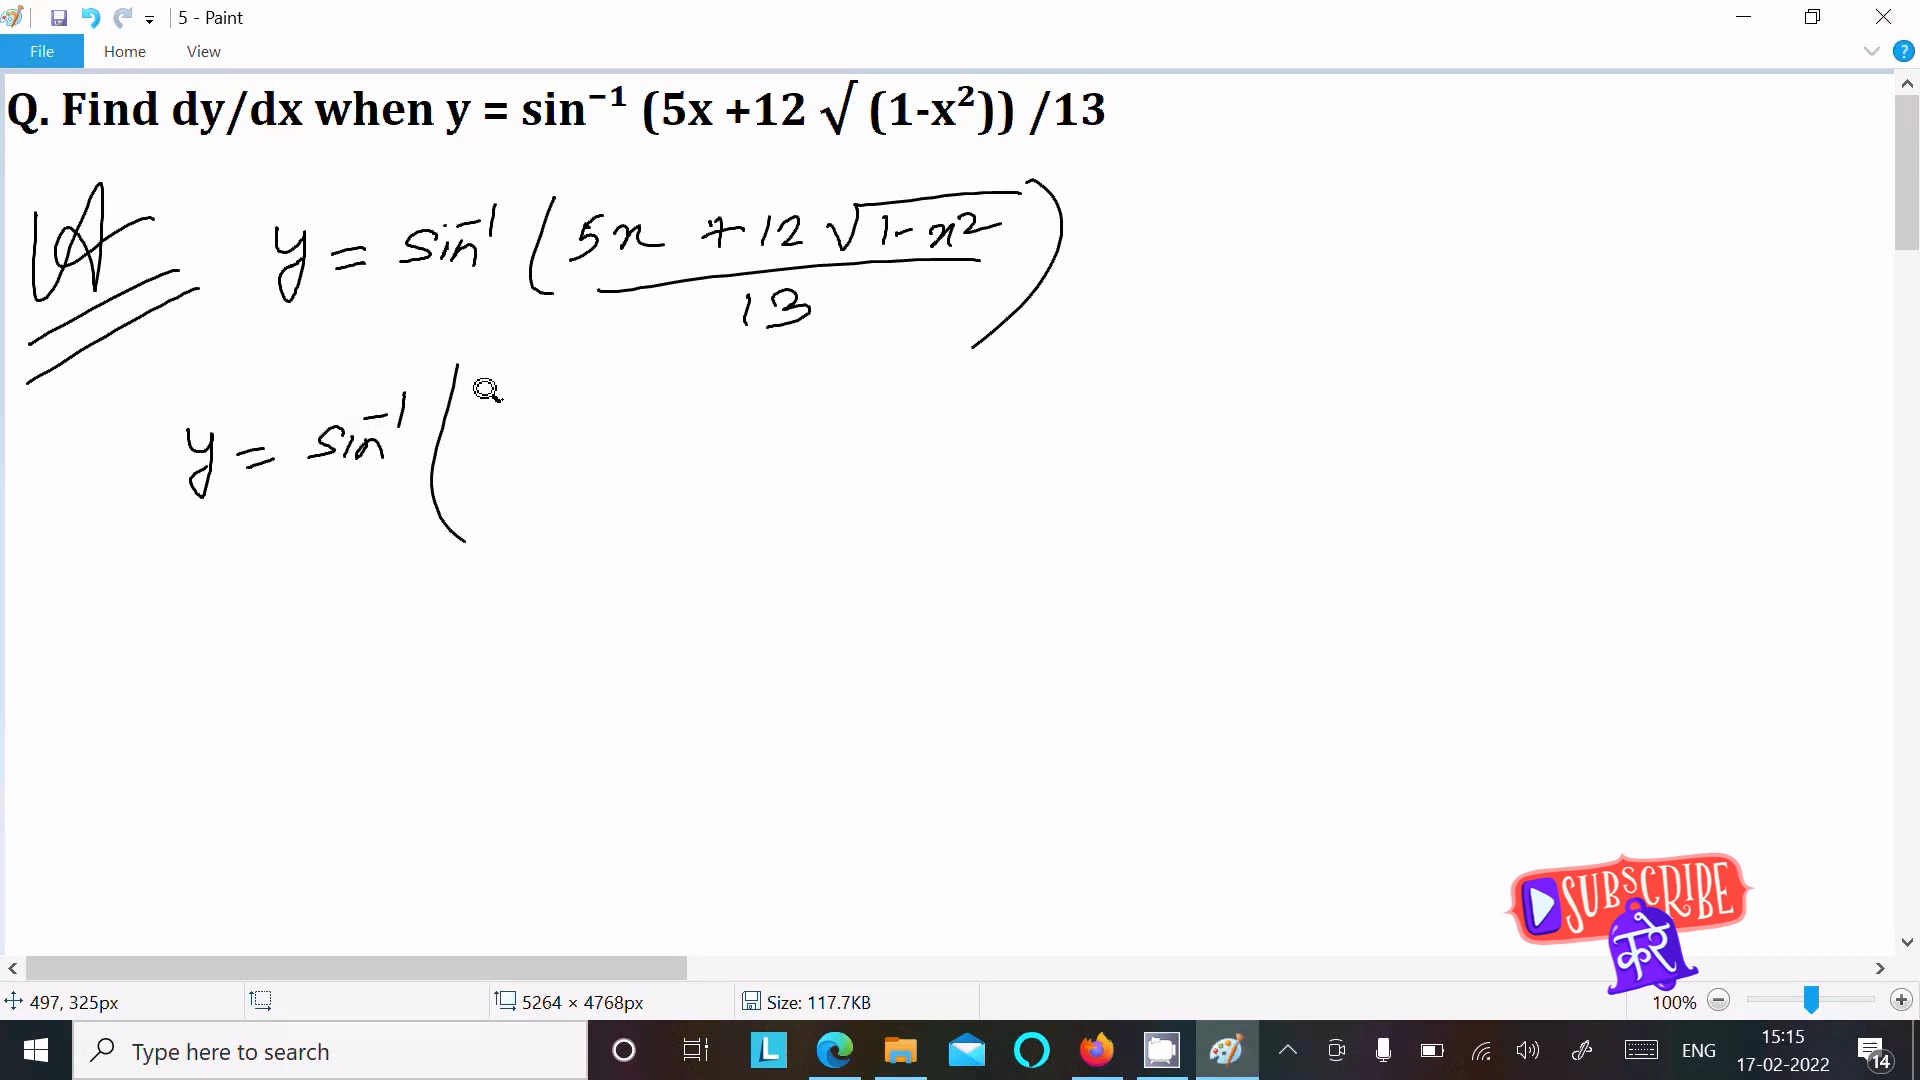 5 - Paint
File Home View
Q. Find dy/dx when y = sin⁻¹ (5x +12 √ (1-x²)) /13
y = sin⁻¹ (5x + 12 √1-x²
13)
y = sin⁻¹ (
SUBSCRIBE
करे
497, 325px 5264 × 4768px Size: 117.7KB 100%
Type here to search ENG 15:15
17-02-2022 14